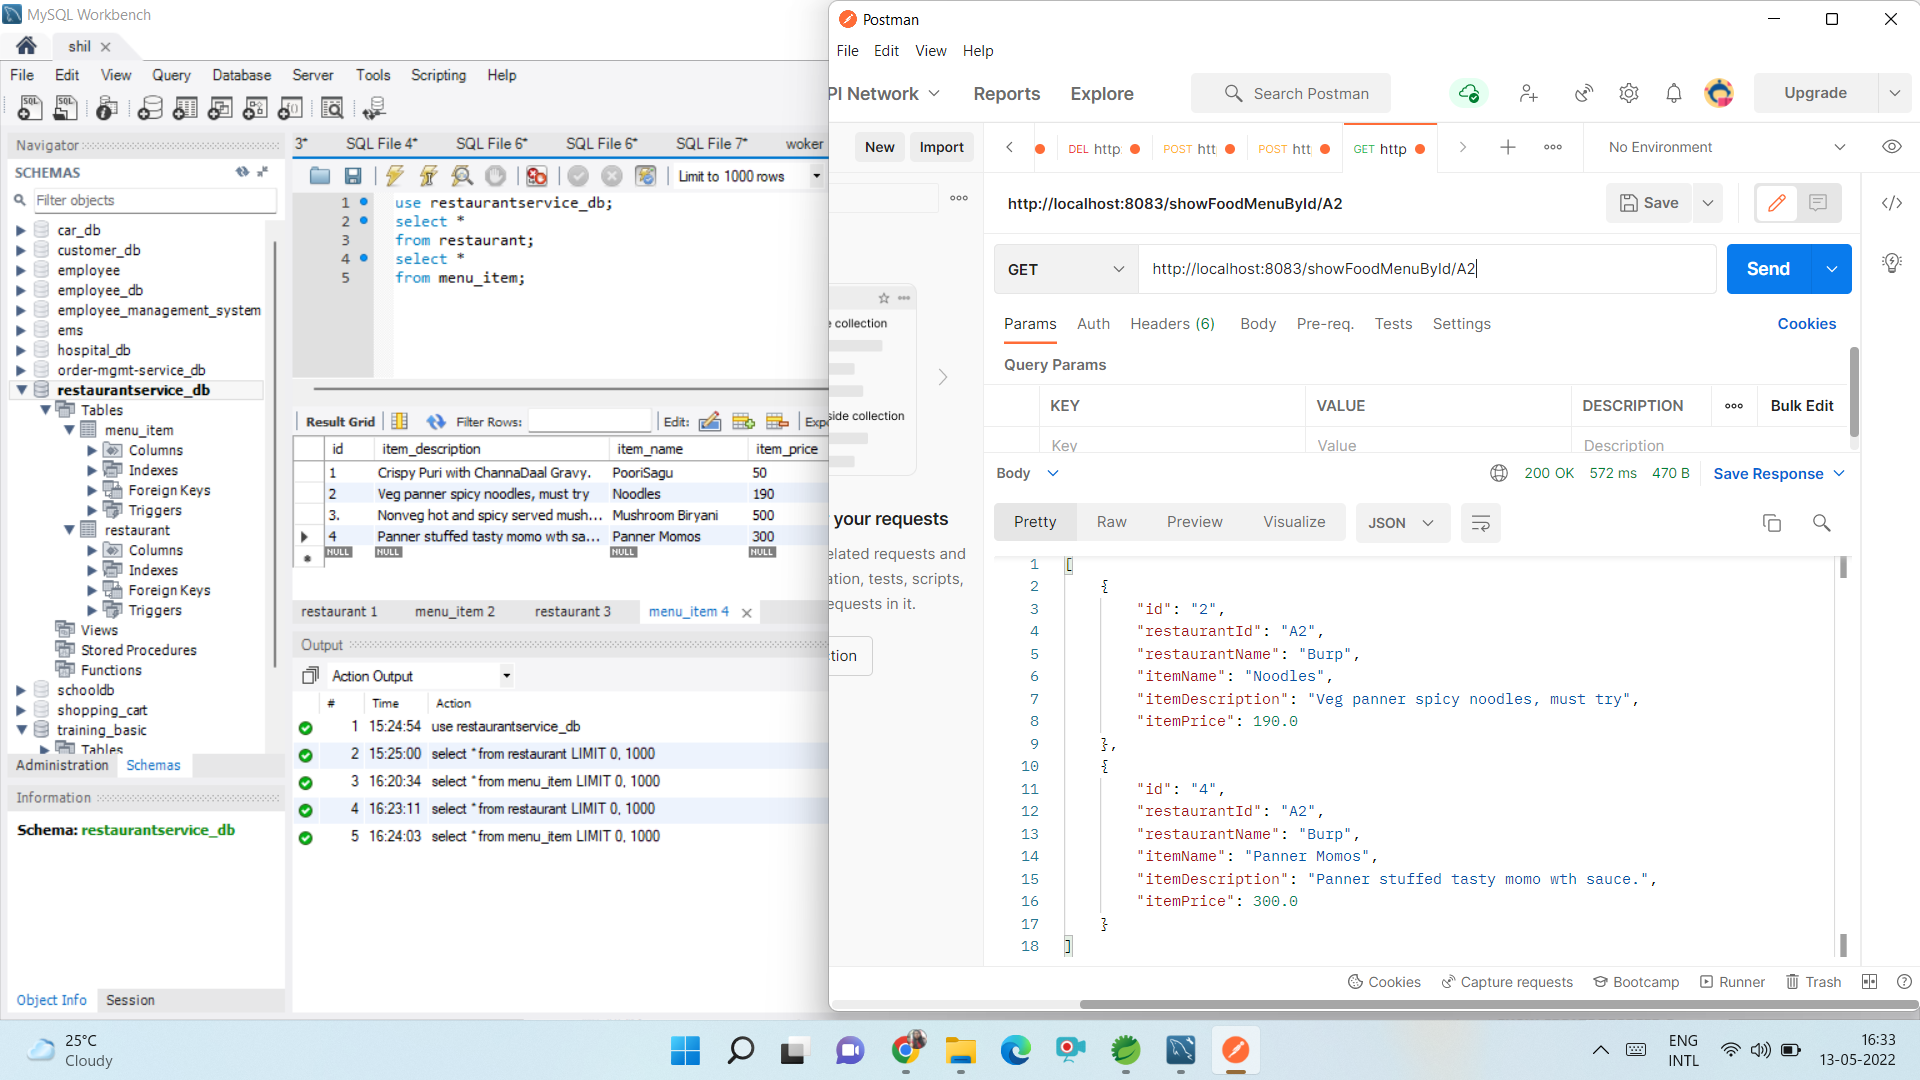 MySQL Workbench
shil
File Edit View Query Database Server Tools Scripting Help
Navigator
SCHEMAS
Filter objects
car_db
customer_db
employee
employee_db
employee_management_system
ems
hospital_db
order-mgmt-service_db
restaurantservice_db
Tables
menu_item
Columns
Indexes
Foreign Keys
Triggers
restaurant
Columns
Indexes
Foreign Keys
Triggers
Views
Stored Procedures
Functions
schooldb
shopping_cart
training_basic
Tables
Administration Schemas
Information
Schema: restaurantservice_db
Object Info Session
3* SQL File 4* SQL File 6* SQL File 6* SQL File 7* woker
Limit to 1000 rows
1 use restaurantservice_db;
2 select *
3 from restaurant;
4 select *
5 from menu_item;
Result Grid Filter Rows: Edit: Expo
id item_description item_name item_price
1 Crispy Puri with ChannaDaal Gravy. PooriSagu 50
2 Veg panner spicy noodles, must try Noodles 190
3. Nonveg hot and spicy served mush... Mushroom Biryani 500
4 Panner stuffed tasty momo wth sa... Panner Momos 300
NULL NULL NULL NULL
restaurant 1 menu_item 2 restaurant 3 menu_item 4
Output
Action Output
# Time Action
1 15:24:54 use restaurantservice_db
2 15:25:00 select * from restaurant LIMIT 0, 1000
3 16:20:34 select * from menu_item LIMIT 0, 1000
4 16:23:11 select * from restaurant LIMIT 0, 1000
5 16:24:03 select * from menu_item LIMIT 0, 1000
Postman
File Edit View Help
PI Network Reports Explore Search Postman Upgrade
New Import DEL http POST htt POST htt GET http No Environment
http://localhost:8083/showFoodMenuById/A2 Save
GET http://localhost:8083/showFoodMenuById/A2 Send
Params Auth Headers (6) Body Pre-req. Tests Settings Cookies
Query Params
KEY VALUE DESCRIPTION Bulk Edit
Key Value Description
e collection
side collection
your requests
elated requests and
ation, tests, scripts,
equests in it.
ction
Body 200 OK 572 ms 470 B Save Response
Pretty Raw Preview Visualize JSON
1 [
2 {
3 "id": "2",
4 "restaurantId": "A2",
5 "restaurantName": "Burp",
6 "itemName": "Noodles",
7 "itemDescription": "Veg panner spicy noodles, must try",
8 "itemPrice": 190.0
9 },
10 {
11 "id": "4",
12 "restaurantId": "A2",
13 "restaurantName": "Burp",
14 "itemName": "Panner Momos",
15 "itemDescription": "Panner stuffed tasty momo wth sauce.",
16 "itemPrice": 300.0
17 }
18 ]
Cookies Capture requests Bootcamp Runner Trash
25°C
Cloudy
ENG
INTL
16:33
13-05-2022